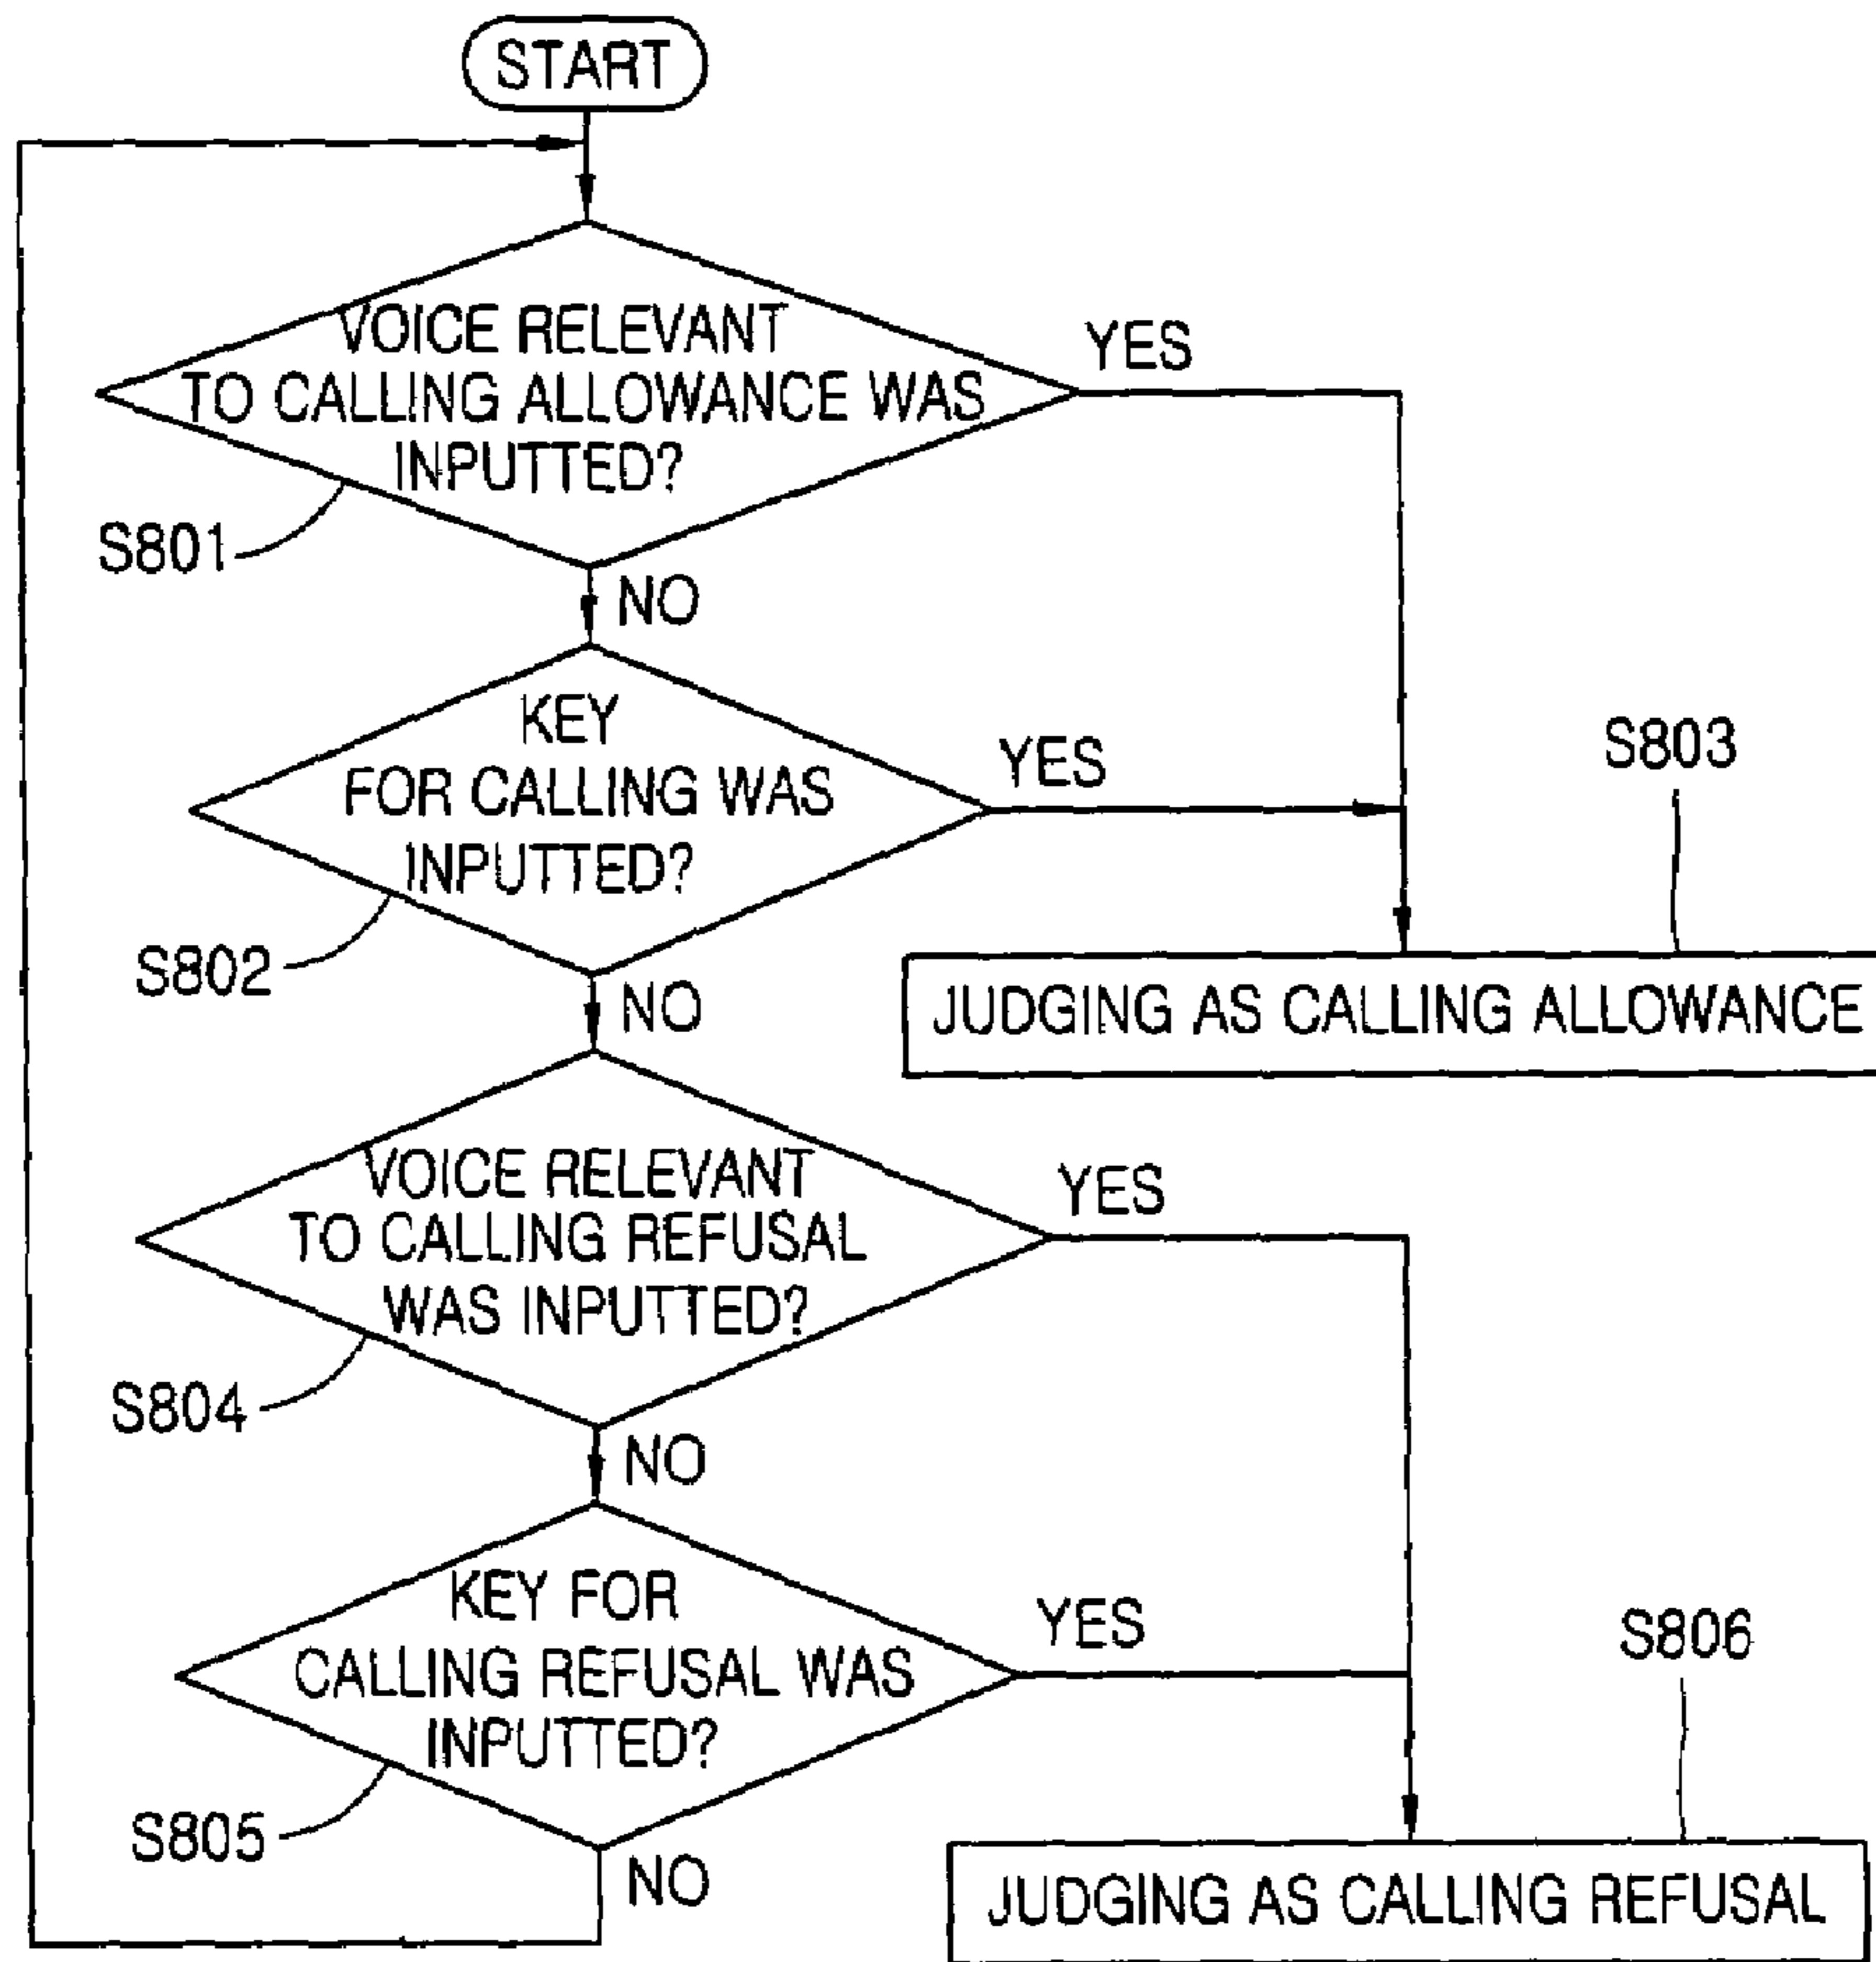 START
VOICE RELEVANT
TO CALLING ALLOWANCE WAS
INPUTTED?
YES
S801
NO
KEY
FOR CALLING WAS
INPUTTED?
YES
S803
S802
NO
JUDGING AS CALLING ALLOWANCE
VOICE RELEVANT
TO CALLING REFUSAL
WAS INPUTTED?
YES
S804
NO
KEY FOR
CALLING REFUSAL WAS
INPUTTED?
YES
S806
S805
NO
JUDGING AS CALLING REFUSAL